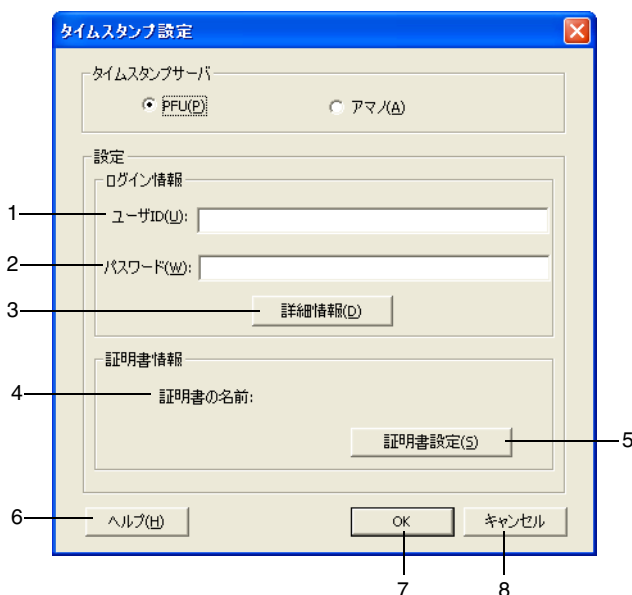 タイムスタンプ設定
タイムスタンプサーバ
PFU(P)
アマノ(A)
設定
ログイン情報
1
ユーザID(U):
2
パスワード(W):
3
詳細情報(D)
証明書情報
4
証明書の名前:
証明書設定(S)
5
6
ヘルプ(H)
OK
キャンセル
7
8